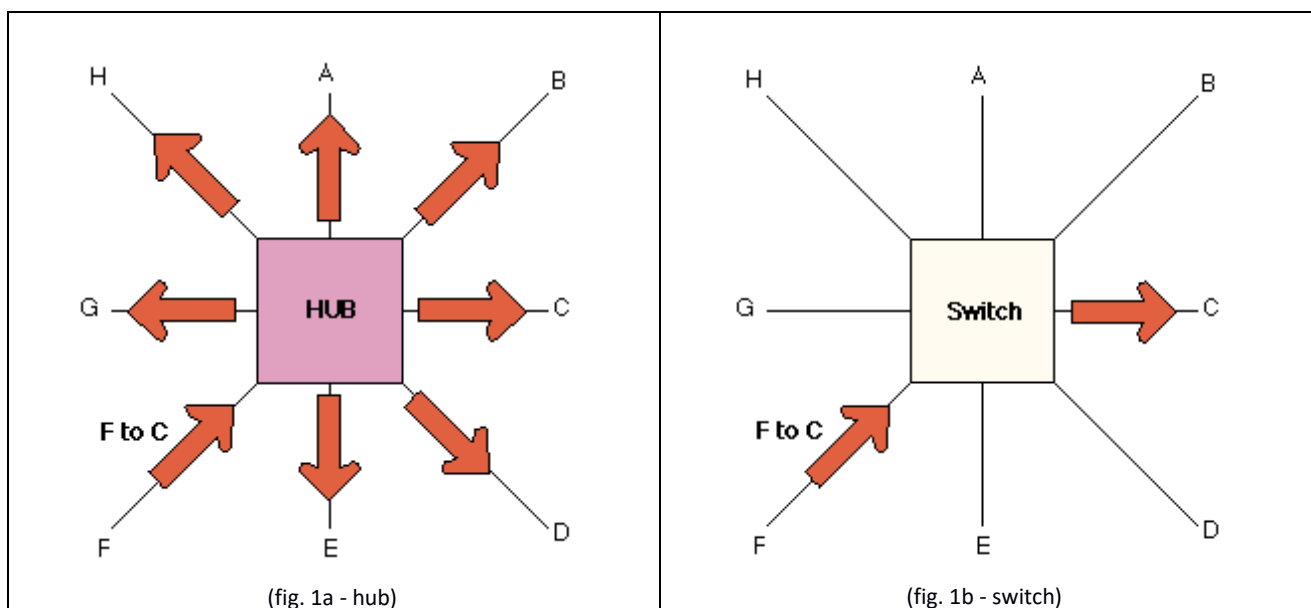 H
A
B
G
HUB
C
F to C
F
E
D
(fig. 1a - hub)
H
A
B
G
Switch
C
F to C
F
E
D
(fig. 1b - switch)